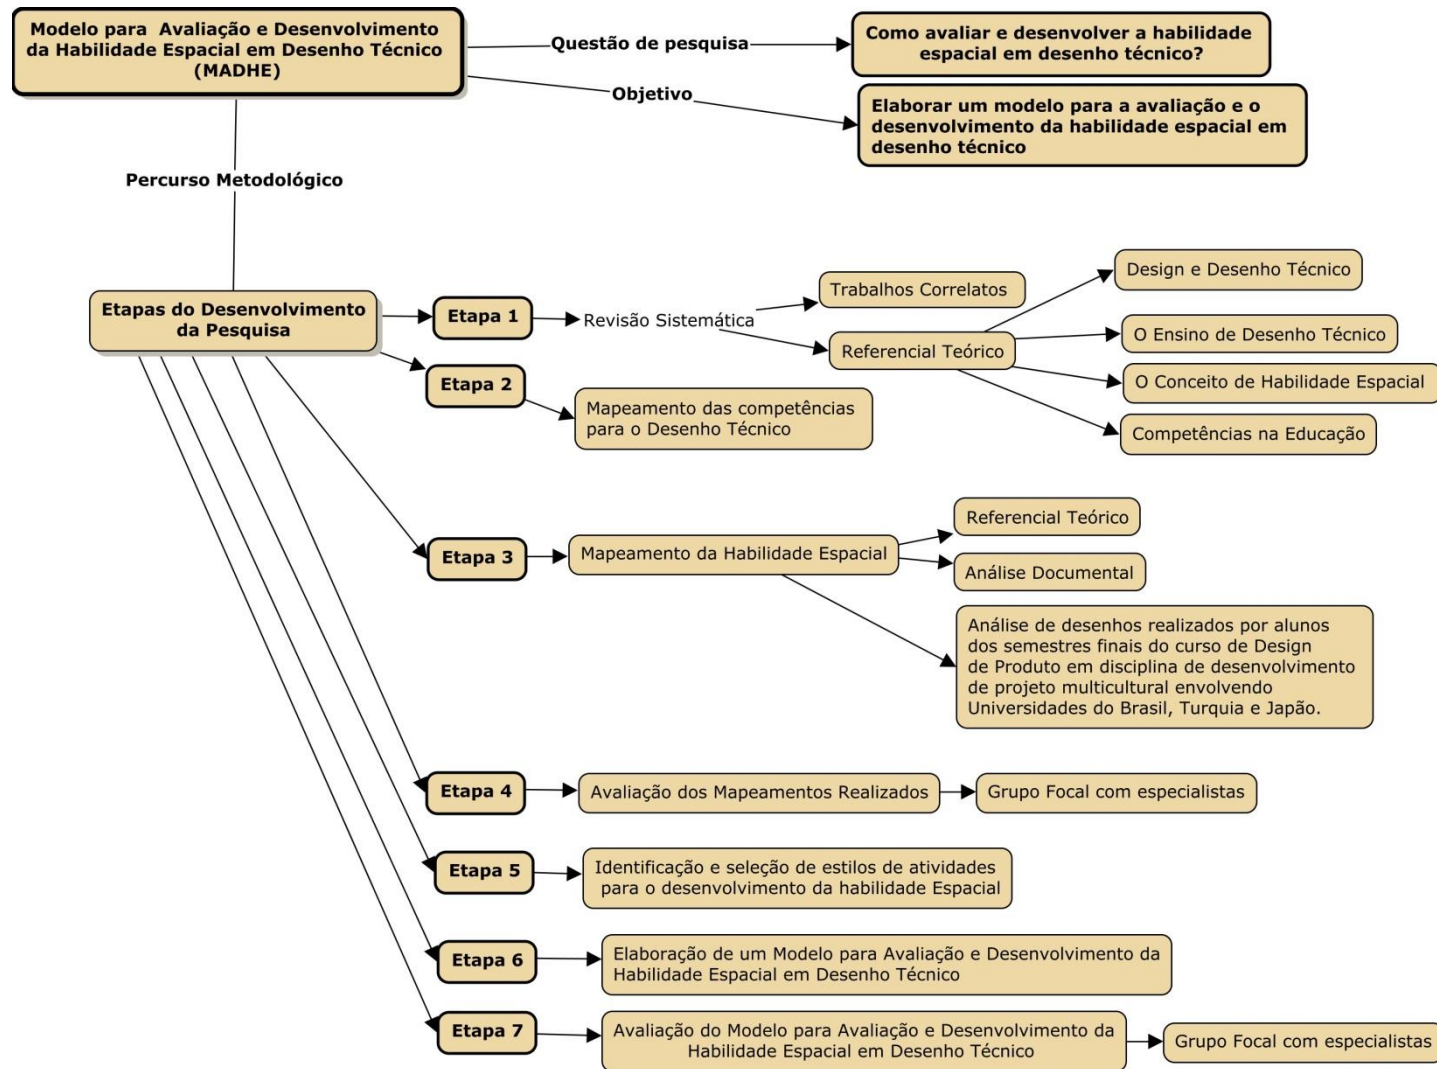 Modelo para Avaliação e Desenvolvimento
da Habilidade Espacial em Desenho Técnico
(MADHE)
Questão de pesquisa
Como avaliar e desenvolver a habilidade
espacial em desenho técnico?
Objetivo
Elaborar um modelo para a avaliação e o
desenvolvimento da habilidade espacial em
desenho técnico
Percurso Metodológico
Etapas do Desenvolvimento
da Pesquisa
Etapa 1
Revisão Sistemática
Trabalhos Correlatos
Referencial Teórico
Design e Desenho Técnico
O Ensino de Desenho Técnico
O Conceito de Habilidade Espacial
Competências na Educação
Etapa 2
Mapeamento das competências
para o Desenho Técnico
Etapa 3
Mapeamento da Habilidade Espacial
Referencial Teórico
Análise Documental
Análise de desenhos realizados por alunos
dos semestres finais do curso de Design
de Produto em disciplina de desenvolvimento
de projeto multicultural envolvendo
Universidades do Brasil, Turquia e Japão.
Etapa 4
Avaliação dos Mapeamentos Realizados
Grupo Focal com especialistas
Etapa 5
Identificação e seleção de estilos de atividades
para o desenvolvimento da habilidade Espacial
Etapa 6
Elaboração de um Modelo para Avaliação e Desenvolvimento da
Habilidade Espacial em Desenho Técnico
Etapa 7
Avaliação do Modelo para Avaliação e Desenvolvimento da
Habilidade Espacial em Desenho Técnico
Grupo Focal com especialistas